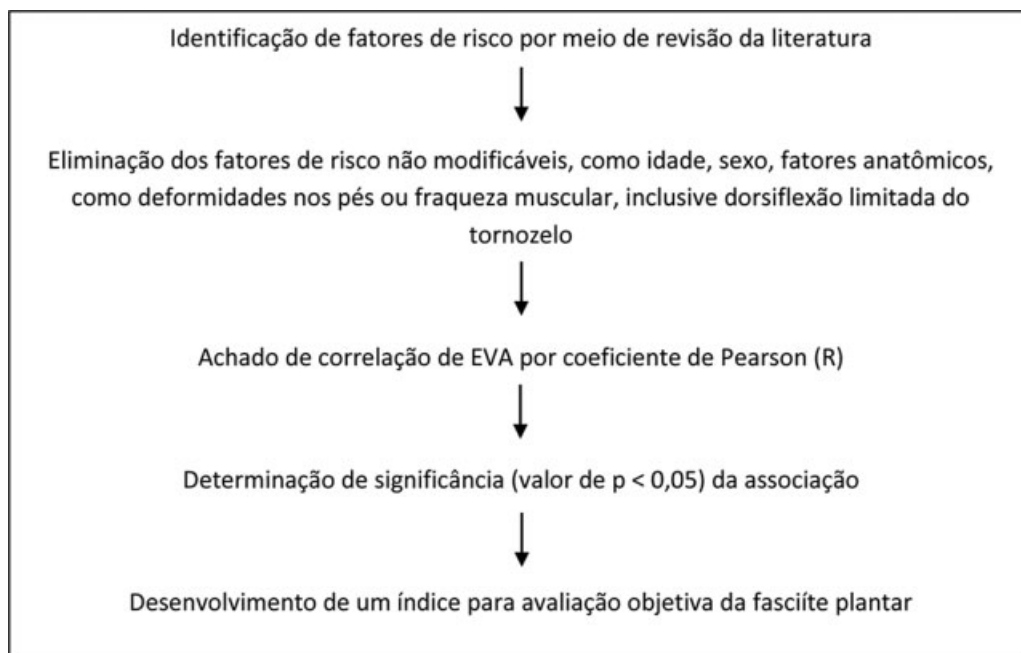 Identificação de fatores de risco por meio de revisão da literatura
Eliminação dos fatores de risco não modificáveis, como idade, sexo, fatores anatômicos,
como deformidades nos pés ou fraqueza muscular, inclusive dorsiflexão limitada do
tornozelo
Achado de correlação de EVA por coeficiente de Pearson (R)
Determinação de significância (valor de p < 0,05) da associação
Desenvolvimento de um índice para avaliação objetiva da fasciíte plantar